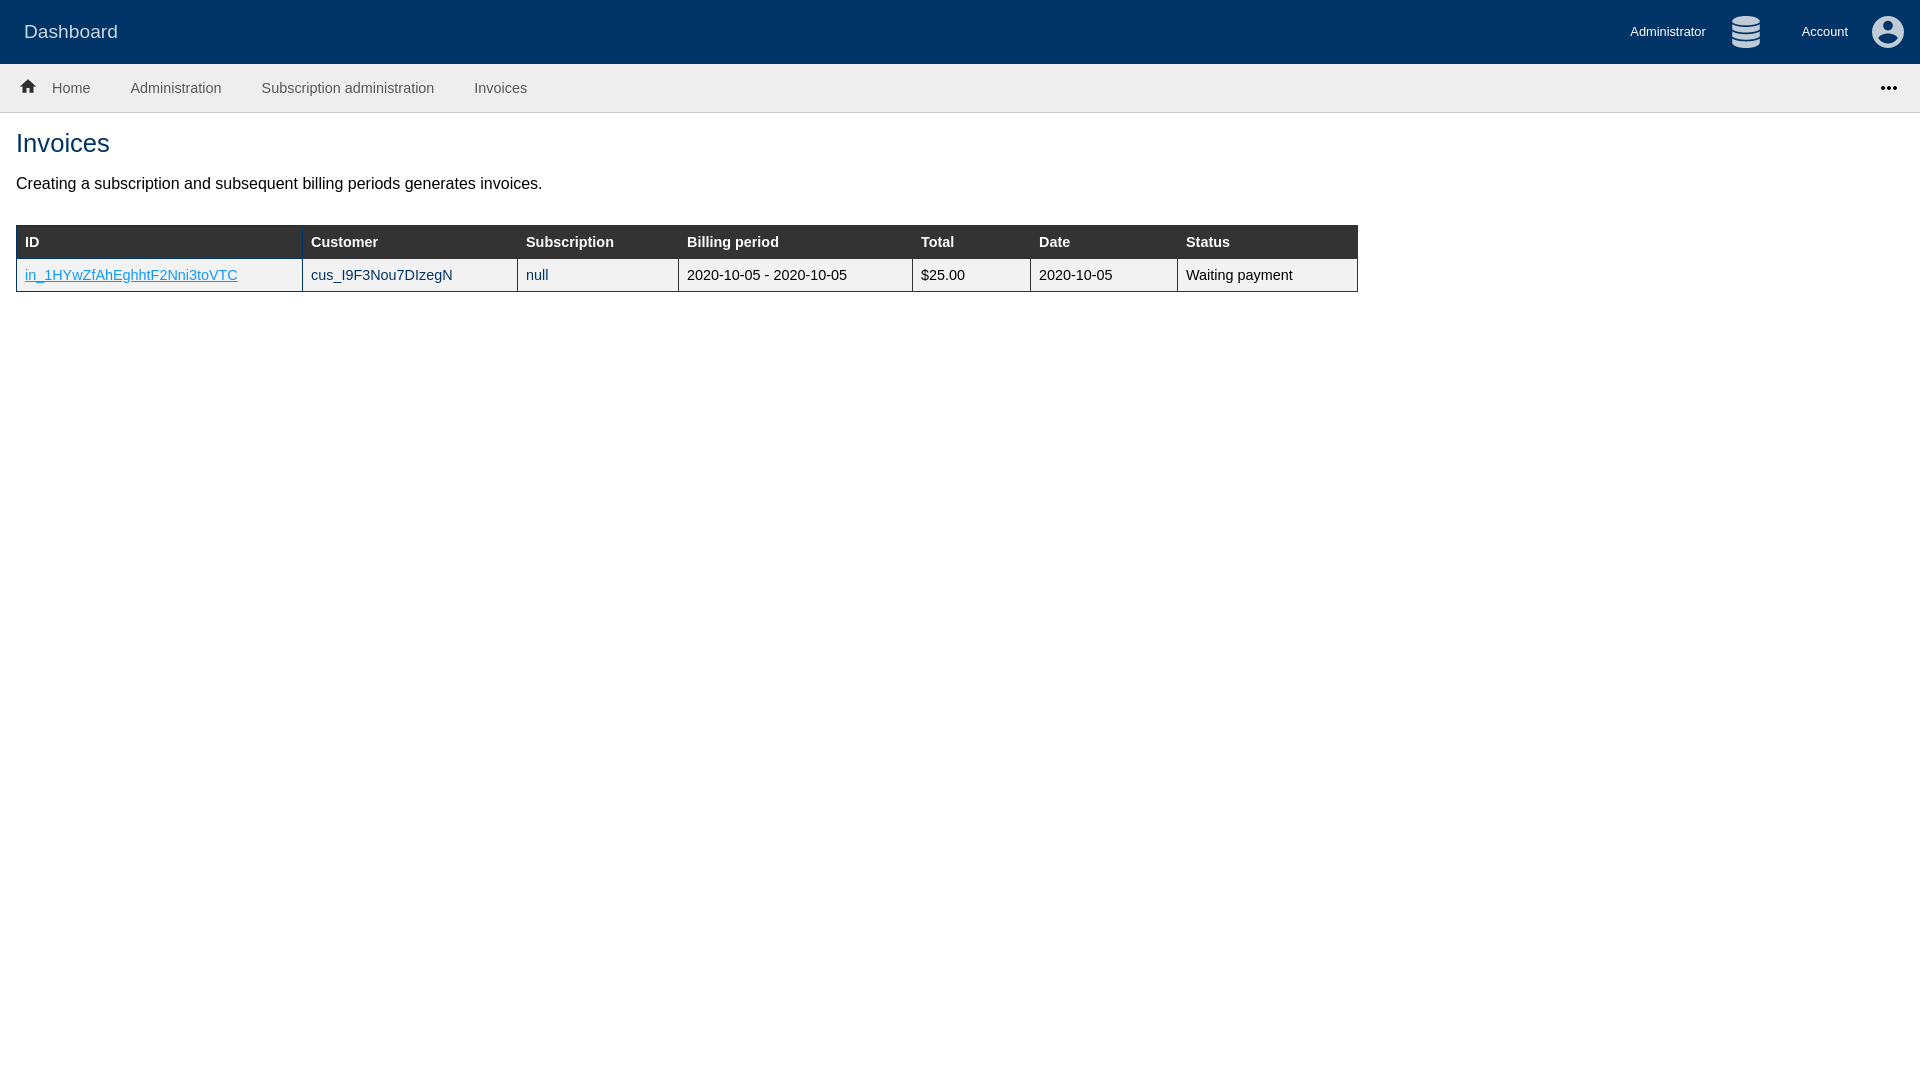 Dashboard
Administrator
Account
Home
Administration
Subscription administration
Invoices
Invoices
Creating a subscription and subsequent billing periods generates invoices.
ID Customer Subscription Billing period Total Date Status
in_1HYwZfAhEghhtF2Nni3toVTC cus_I9F3Nou7DIzegN null 2020-10-05 - 2020-10-05 $25.00 2020-10-05 Waiting payment